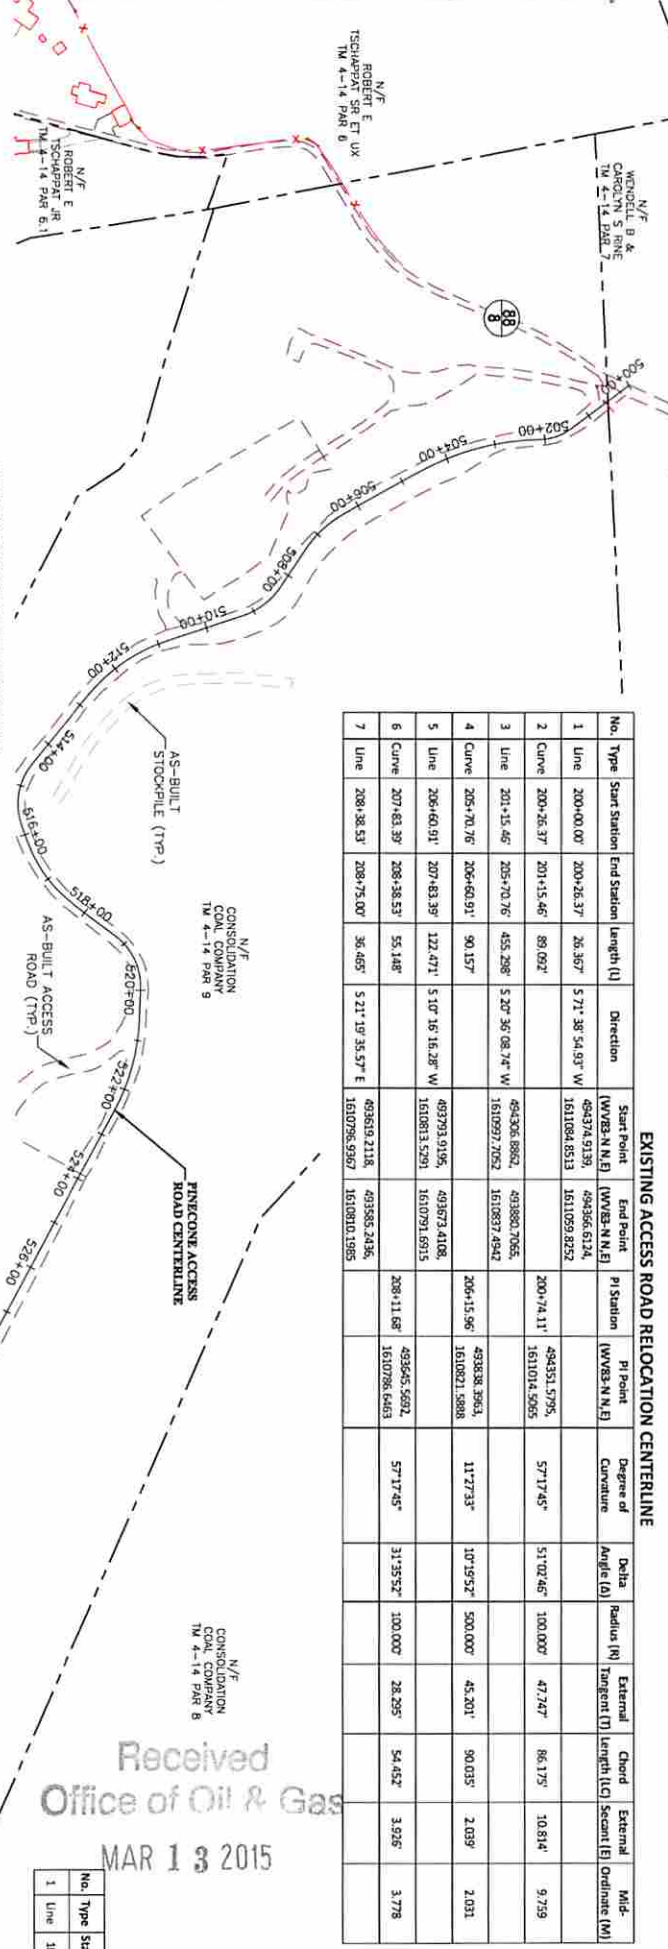 N/F
WENDELL B &
CAROLYN S RINE
TM 4-14 PAR 7
N/F
ROBERT E
TSCHAPPAT SR ET UX
TM 4-14 PAR 6
N/F
ROBERT E
TSCHAPPAT JR
TM 4-14 PAR 6.1
88
8
500+00
502+00
504+00
506+00
508+00
510+00
512+00
514+00
516+00
518+00
520+00
522+00
524+00
526+00
AS-BUILT
STOCKPILE (TYP.)
N/F
CONSOLIDATION
COAL COMPANY
TM 4-14 PAR 9
AS-BUILT ACCESS
ROAD (TYP.)
PINECONE ACCESS
ROAD CENTERLINE
N/F
CONSOLIDATION
COAL COMPANY
TM 4-14 PAR 8
EXISTING ACCESS ROAD RELOCATION CENTERLINE
No. Type Start Station End Station Length (L) Direction Start Point (WV83-N N,E) End Point (WV83-N N,E) PI Station PI Point (WV83-N N,E) Degree of Curvature Delta Angle (Δ) Radius (R) External Tangent (T) Chord Length (LC) External Secant (E) Mid-Ordinate (M)
1 Line 200+00.00' 200+26.37' 26.367' S 71° 38' 54.93" W 494374.9139, 1611084.8513 494366.6124, 1611059.8252
2 Curve 200+26.37' 201+15.46' 89.092' 200+74.11' 494351.5795, 1611014.5065 57°17'45" 51°02'46" 100.000' 47.747' 86.175' 10.814' 9.759
3 Line 201+15.46' 205+70.76' 455.298' S 20° 36' 08.74" W 494306.8862, 1610997.7052 493880.7065, 1610837.4942
4 Curve 205+70.76' 206+60.91' 90.157' 206+15.96' 493838.3963, 1610821.5888 11°27'33" 10°19'52" 500.000' 45.201' 90.035' 2.039' 2.031
5 Line 206+60.91' 207+83.39' 122.471' S 10° 16' 16.28" W 493793.9195, 1610813.5291 493673.4108, 1610791.6915
6 Curve 207+83.39' 208+38.53' 55.148' 208+11.68' 493645.5692, 1610786.6463 57°17'45" 31°35'52" 100.000' 28.295' 54.452' 3.926' 3.778
7 Line 208+38.53' 208+75.00' 36.465' S 21° 19' 35.57" E 493619.2118, 1610796.9367 493585.2436, 1610810.1985
Received
Office of Oil & Gas
MAR 13 2015
No. Type
1 Line